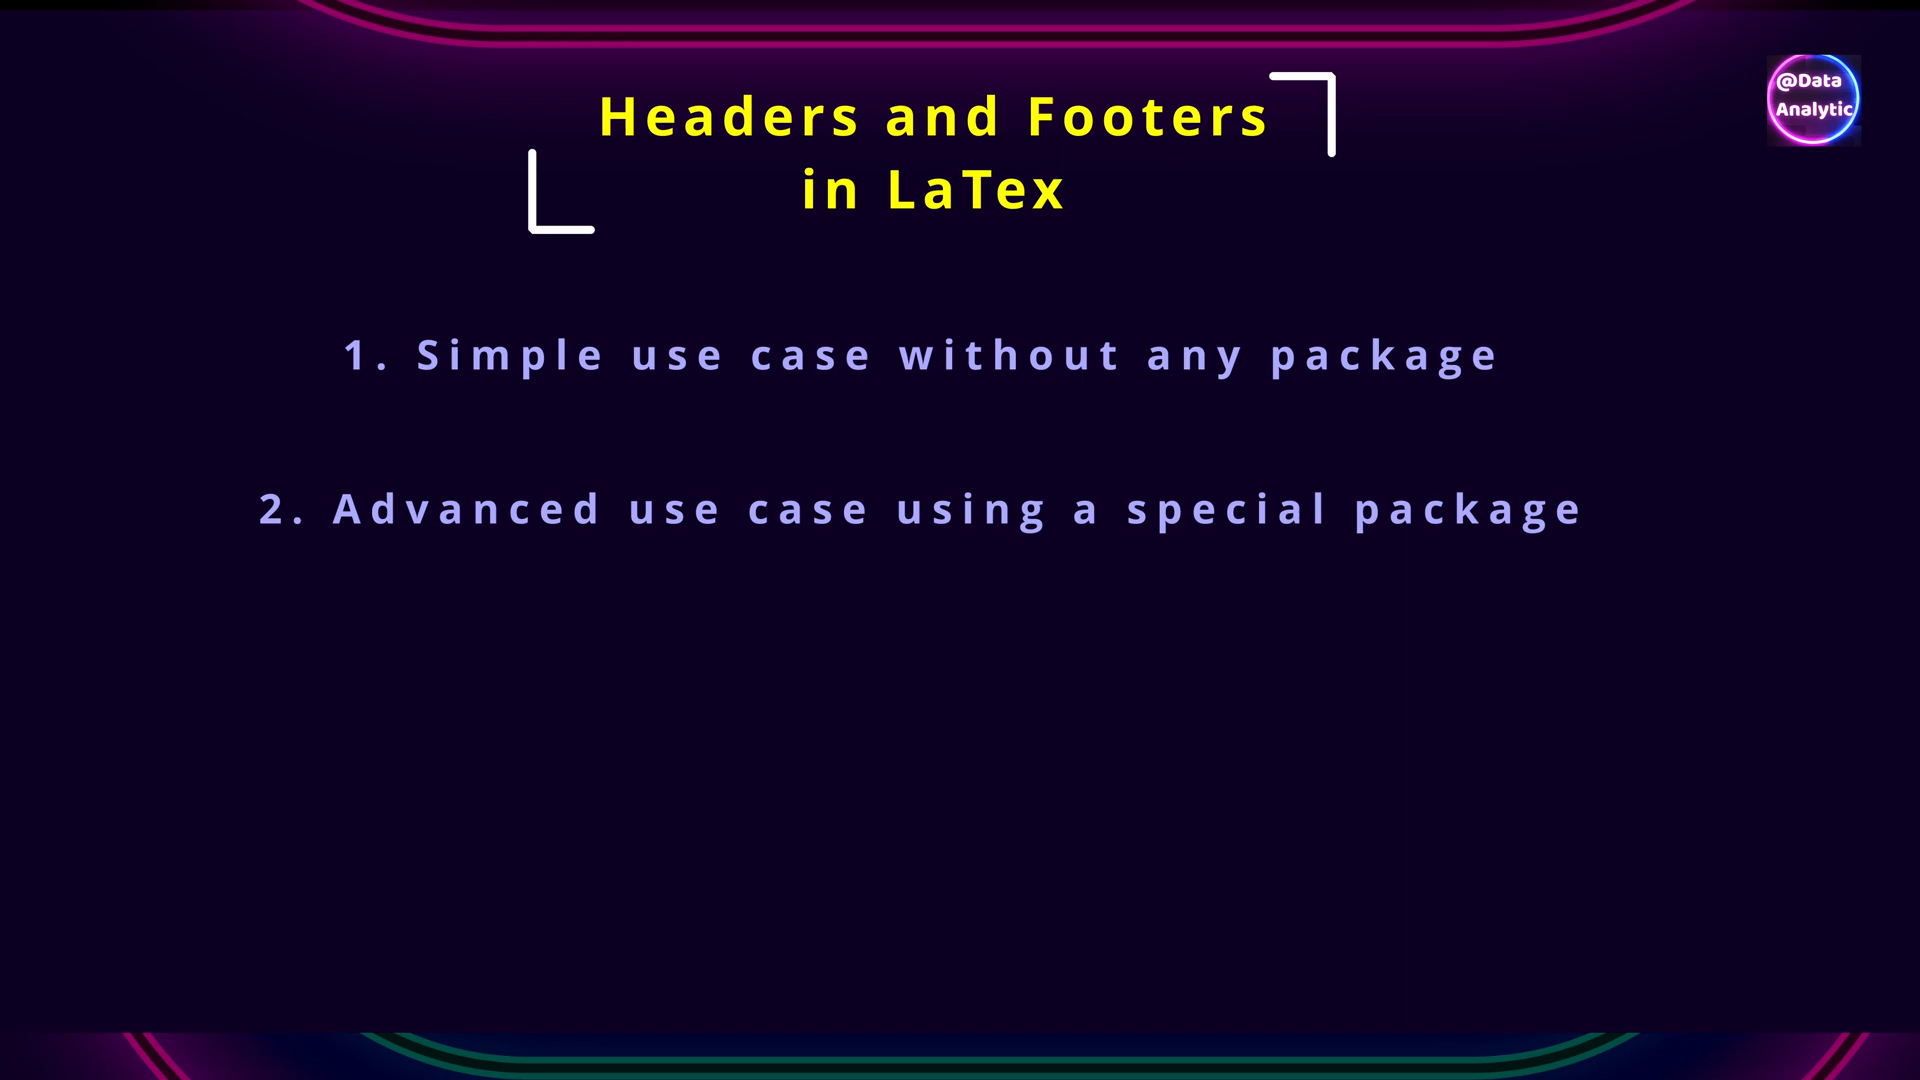 Headers and Footers
in LaTex
@Data
Analytic
1. Simple use case without any package
2. Advanced use case using a special package